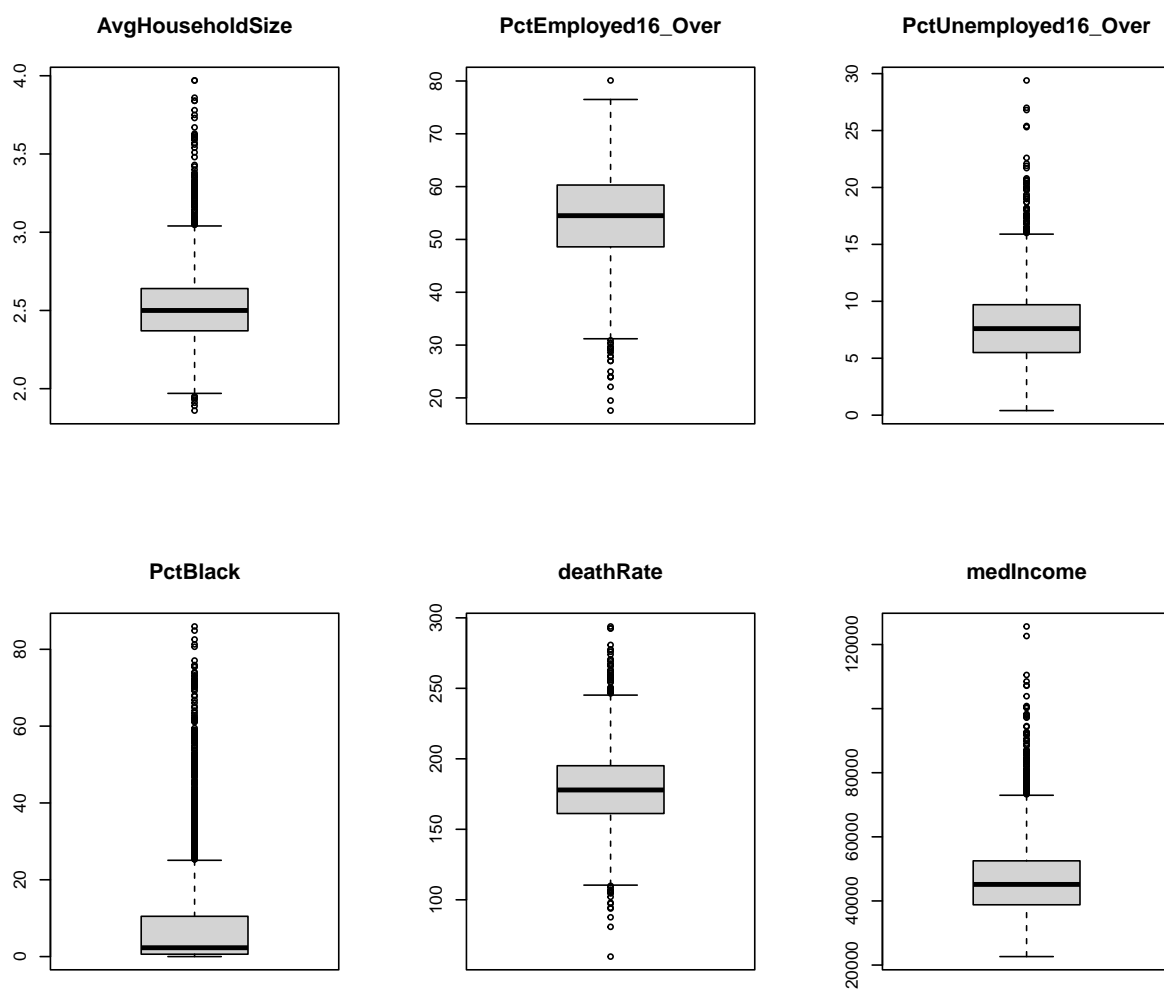 AvgHouseholdSize
2.0 2.5 3.0 3.5 4.0
PctEmployed16_Over
20 30 40 50 60 70 80
PctUnemployed16_Over
0 5 10 15 20 25 30
PctBlack
0 20 40 60 80
deathRate
100 150 200 250 300
medIncome
20000 40000 60000 80000 120000